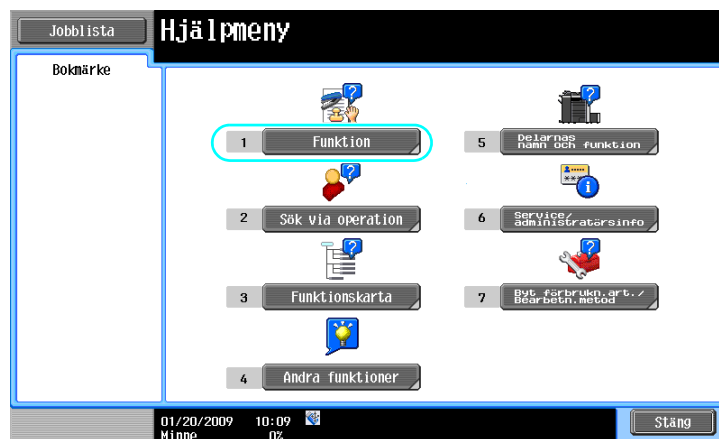 Jobblista
Hjälpmeny
Bokmärke
1 Funktion
2 Sök via operation
3 Funktionskarta
4 Andra funktioner
5 Delarnas
namn och funktion
6 Service/
administratörsinfo
7 Byt förbrukn.art./
Bearbetn.metod
01/20/2009 10:09
Minne 0%
Stäng